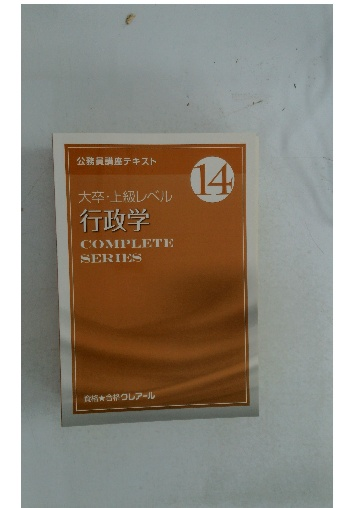 公務員講座テキスト
14
大卒・上級レベル
行政学
COMPLETE
SERIES
資格★合格クレアール